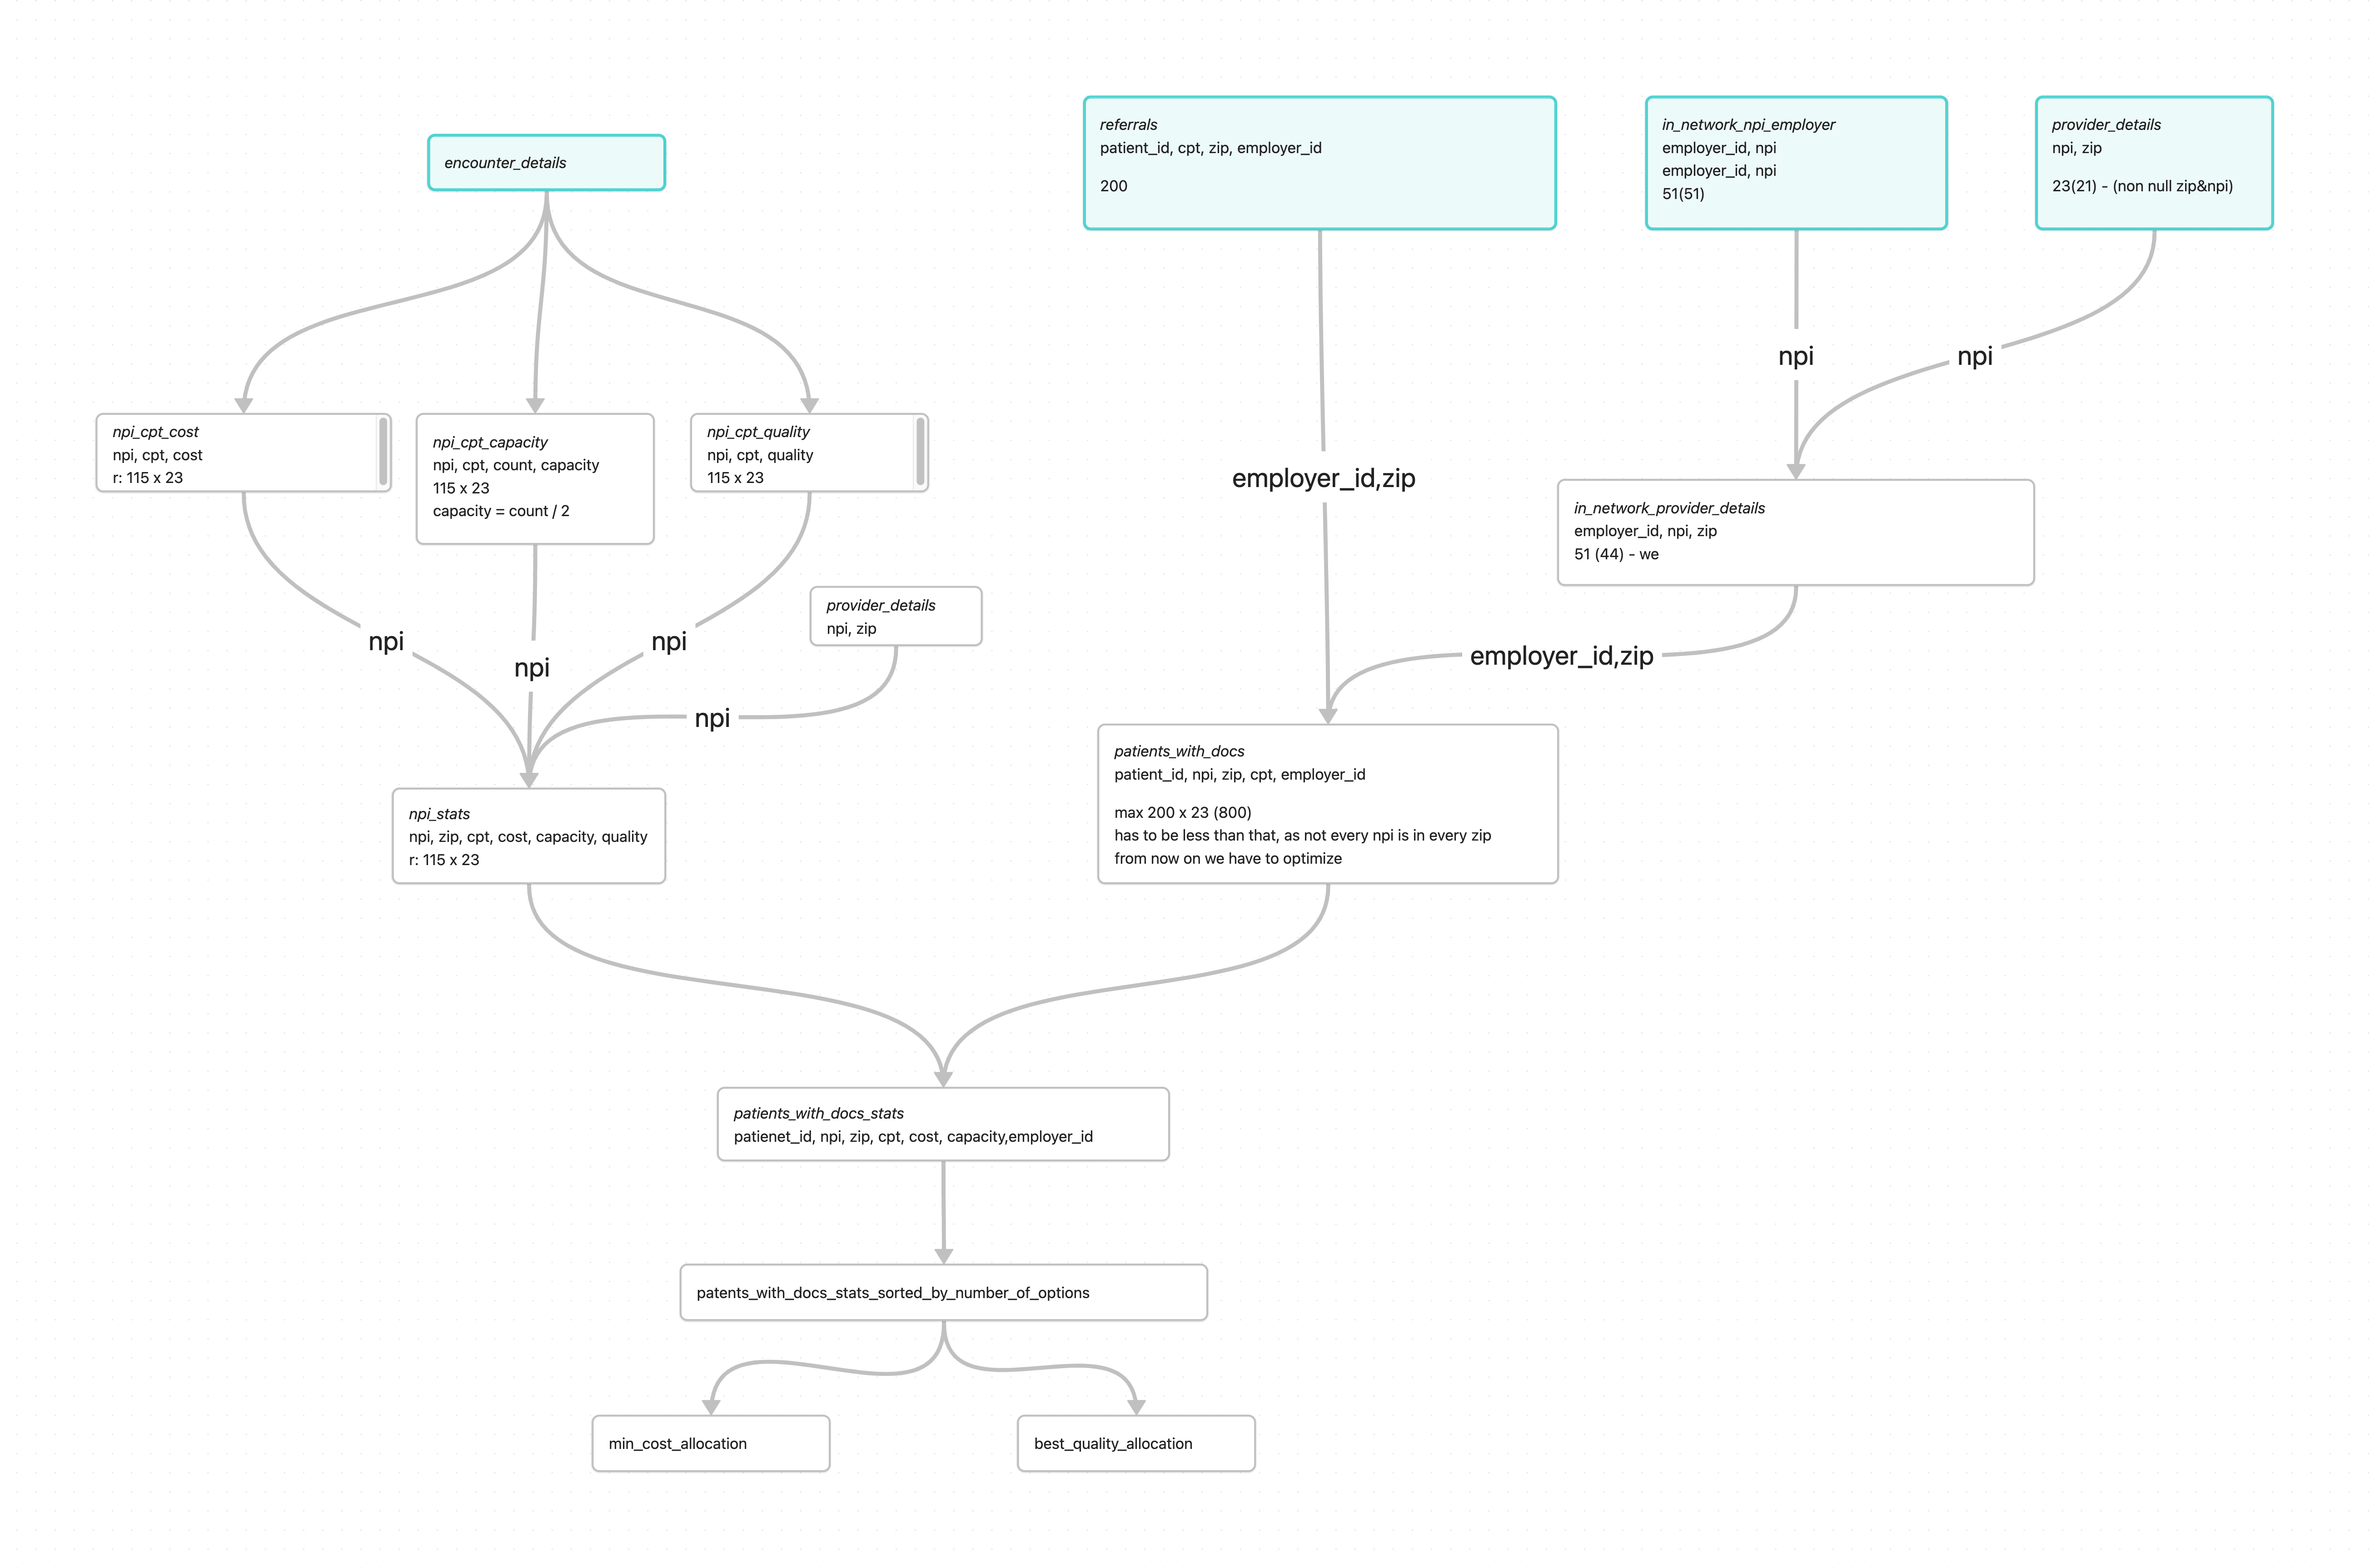 encounter_details
referrals
patient_id, cpt, zip, employer_id
200
in_network_npi_employer
employer_id, npi
employer_id, npi
51(51)
provider_details
npi, zip
23(21) - (non null zip&npi)
npi
npi
npi_cpt_cost
npi, cpt, cost
r: 115 x 23
npi_cpt_capacity
npi, cpt, count, capacity
115 x 23
capacity = count / 2
npi_cpt_quality
npi, cpt, quality
115 x 23
employer_id,zip
in_network_provider_details
employer_id, npi, zip
51 (44) - we
provider_details
npi, zip
npi
npi
npi
npi
employer_id,zip
npi_stats
npi, zip, cpt, cost, capacity, quality
r: 115 x 23
patients_with_docs
patient_id, npi, zip, cpt, employer_id
max 200 x 23 (800)
has to be less than that, as not every npi is in every zip
from now on we have to optimize
patients_with_docs_stats
patienet_id, npi, zip, cpt, cost, capacity,employer_id
patents_with_docs_stats_sorted_by_number_of_options
min_cost_allocation
best_quality_allocation